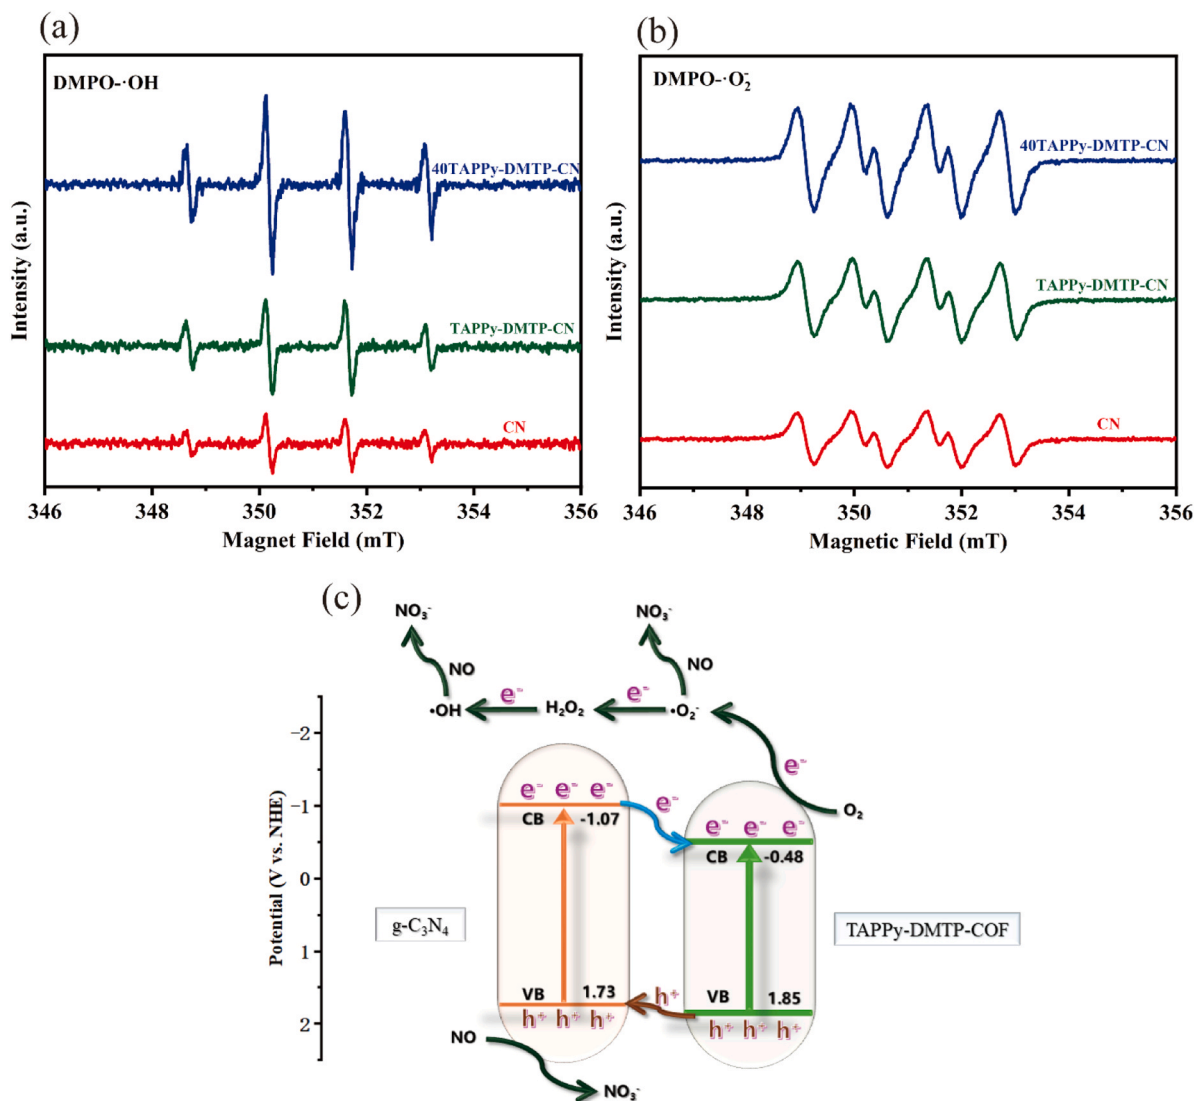 (a)
DMPO-·OH
40TAPPy-DMTP-CN
TAPPy-DMTP-CN
CN
Intensity (a.u.)
346 348 350 352 354 356
Magnet Field (mT)
(b)
DMPO-·O₂⁻
40TAPPy-DMTP-CN
TAPPy-DMTP-CN
CN
Intensity (a.u.)
346 348 350 352 354 356
Magnetic Field (mT)
(c)
NO₃⁻ NO₃⁻
NO NO
e⁻ e⁻
·OH H₂O₂ ·O₂⁻
e⁻
O₂
Potential (V vs. NHE)
-2
-1
0
1
2
e⁻ e⁻ e⁻
CB -1.07
e⁻
e⁻ e⁻ e⁻
CB -0.48
g-C₃N₄
TAPPy-DMTP-COF
VB 1.73
h⁺ h⁺ h⁺
h⁺
VB 1.85
h⁺ h⁺ h⁺
NO
NO₃⁻